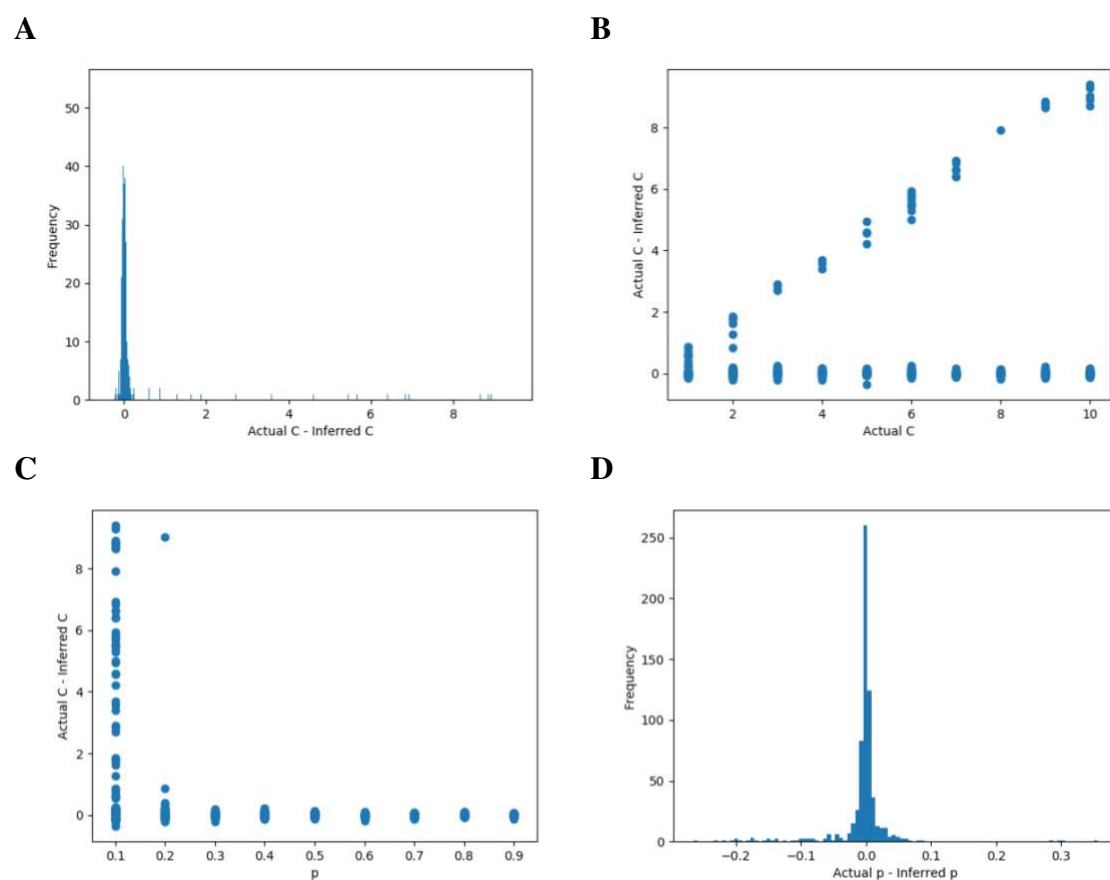 A
50
40
30
20
10
0
Frequency
0 2 4 6 8
Actual C - Inferred C
B
8
6
4
2
0
Actual C - Inferred C
2 4 6 8 10
Actual C
C
8
6
4
2
0
Actual C - Inferred C
0.1 0.2 0.3 0.4 0.5 0.6 0.7 0.8 0.9
p
D
250
200
150
100
50
0
Frequency
−0.2 −0.1 0.0 0.1 0.2 0.3
Actual p - Inferred p